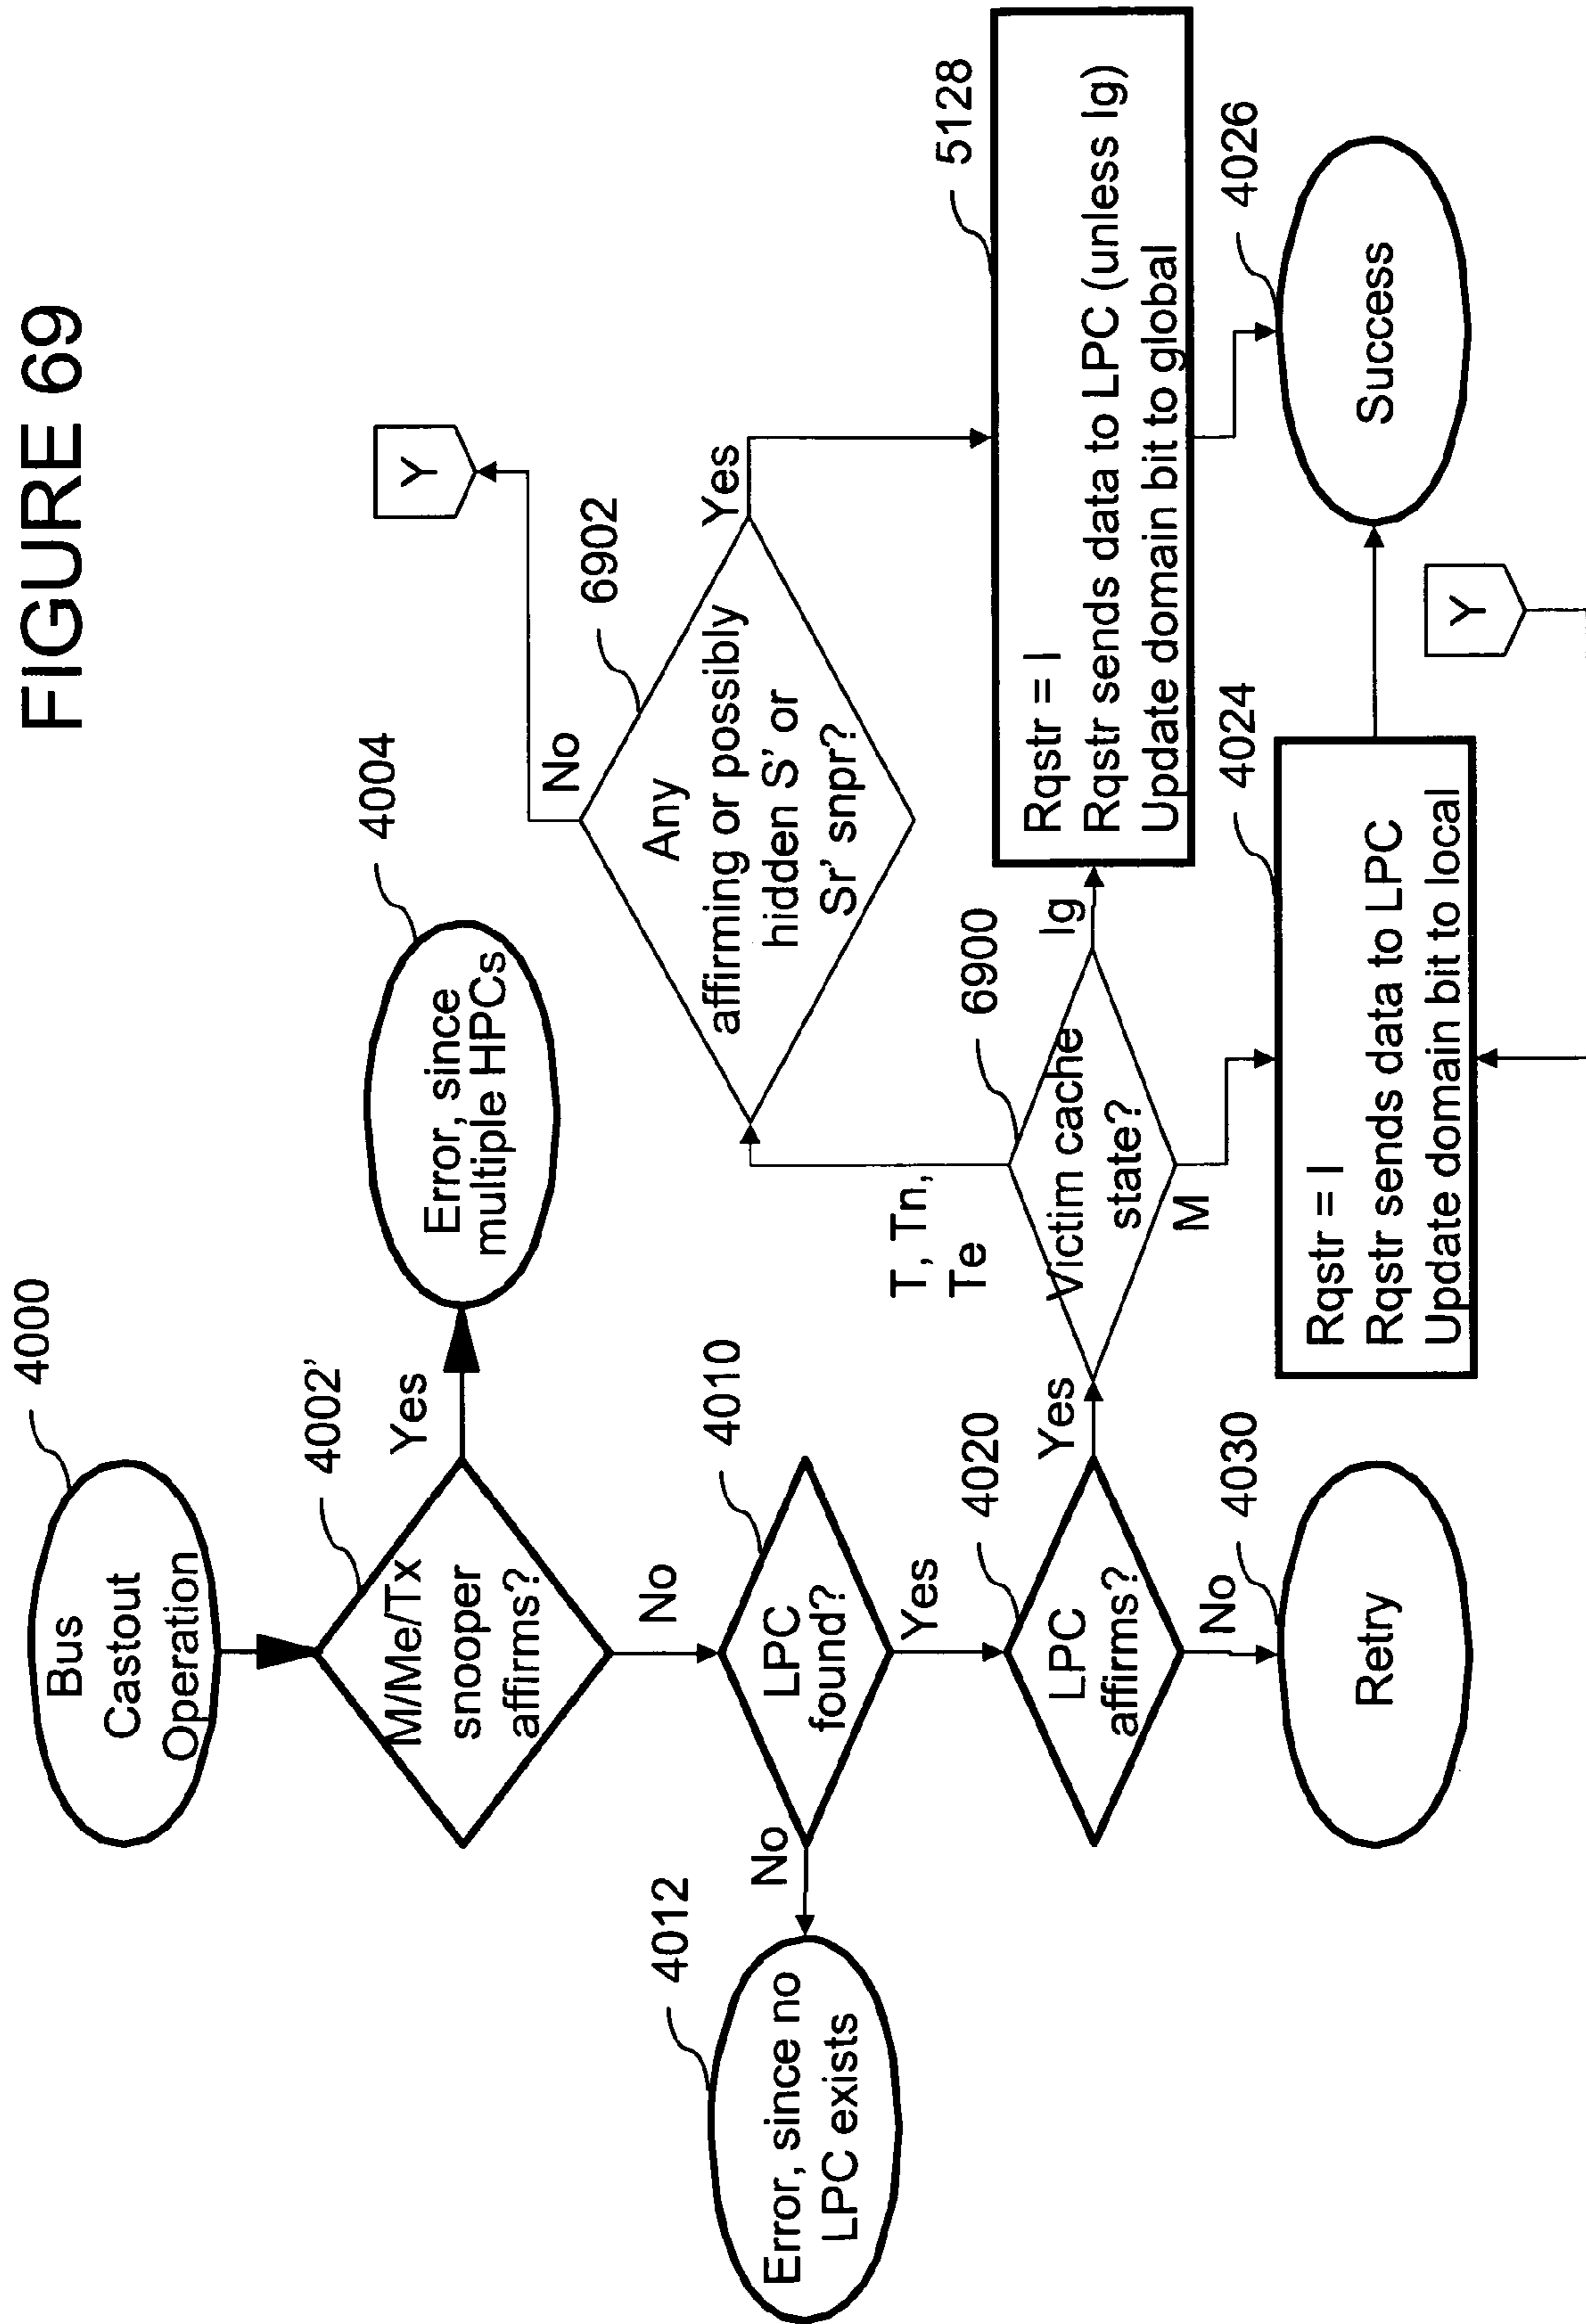 FIGURE 69
4000
Bus
Castout
Operation
4002’
M/Me/Tx
snooper
affirms?
Yes
4004
Error, since
multiple HPCs
No
4010
LPC
found?
No
4012
Error, since no
LPC exists
Yes
4020
LPC
affirms?
No
4030
Retry
Yes
6900
Victim cache
state?
T, Tn,
Te
Ig
M
6902
Any
affirming or possibly
hidden S’ or
Sr’ snpr?
No
Y
Yes
5128
Rqstr = I
Rqstr sends data to LPC (unless Ig)
Update domain bit to global
4024
Rqstr = I
Rqstr sends data to LPC
Update domain bit to local
4026
Success
Y